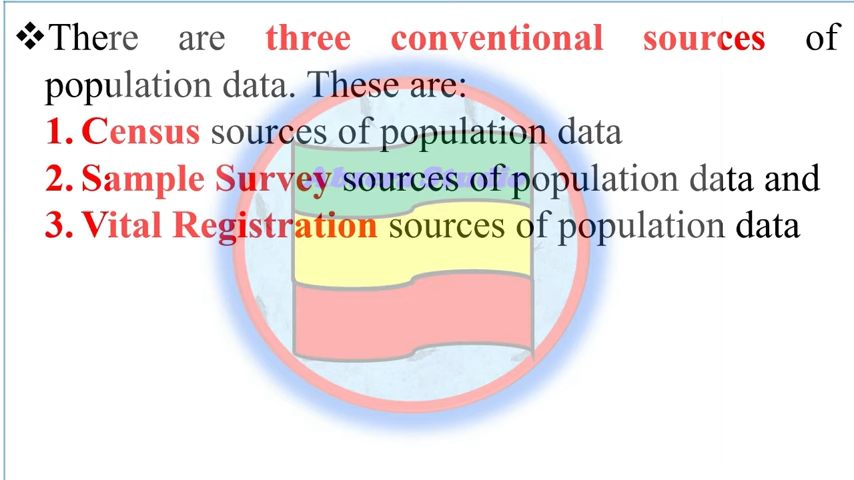 ❖There are three conventional sources of
population data. These are:
1. Census sources of population data
2. Sample Survey sources of population data and
3. Vital Registration sources of population data